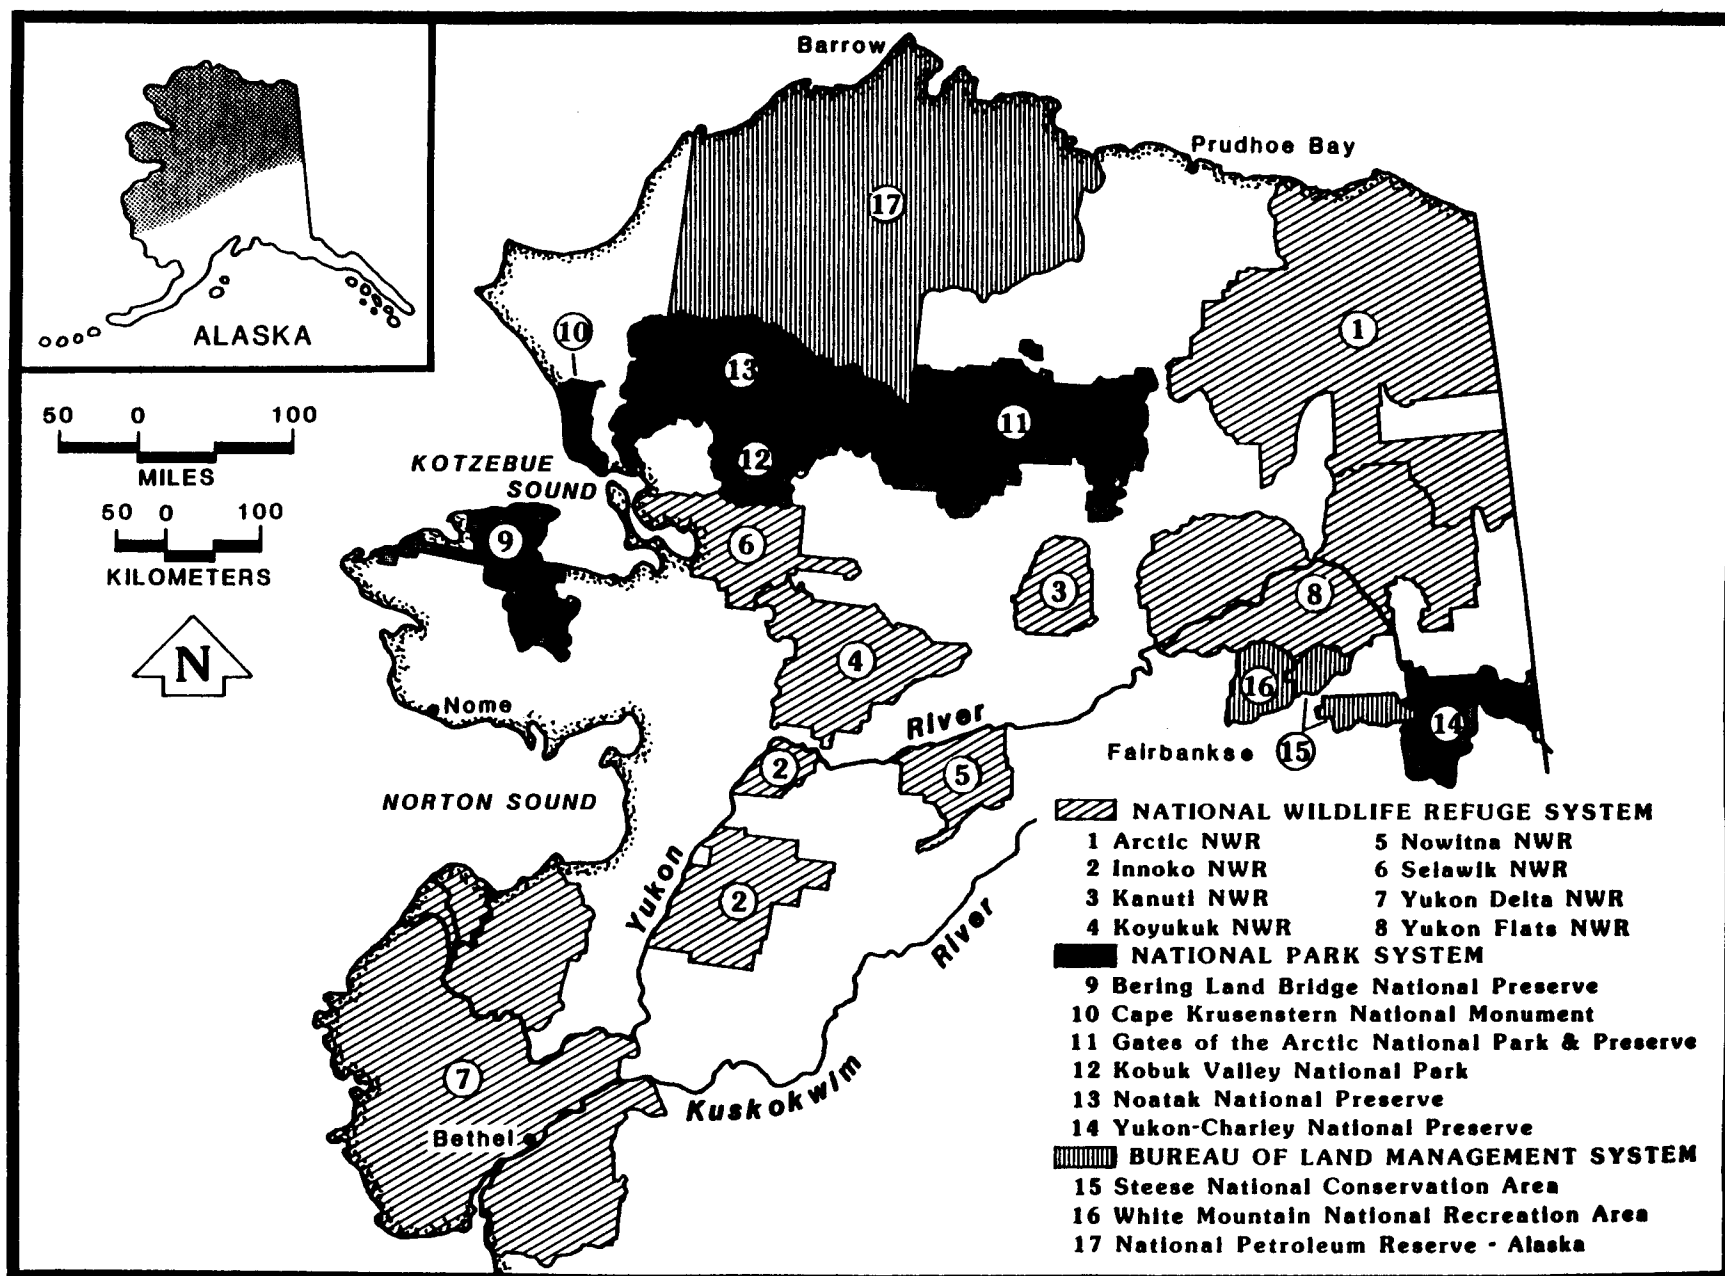 Barrow
Prudhoe Bay
ALASKA
50 0 100
MILES
50 0 100
KILOMETERS
N
KOTZEBUE
SOUND
Nome
NORTON SOUND
Yukon
River
Kuskokwim
River
Fairbanks
Bethel
17
1
10
13
11
12
9
6
3
8
4
16
14
15
2
5
2
7
NATIONAL WILDLIFE REFUGE SYSTEM
1 Arctic NWR
2 Innoko NWR
3 Kanuti NWR
4 Koyukuk NWR
5 Nowitna NWR
6 Selawik NWR
7 Yukon Delta NWR
8 Yukon Flats NWR
NATIONAL PARK SYSTEM
9 Bering Land Bridge National Preserve
10 Cape Krusenstern National Monument
11 Gates of the Arctic National Park & Preserve
12 Kobuk Valley National Park
13 Noatak National Preserve
14 Yukon-Charley National Preserve
BUREAU OF LAND MANAGEMENT SYSTEM
15 Steese National Conservation Area
16 White Mountain National Recreation Area
17 National Petroleum Reserve - Alaska